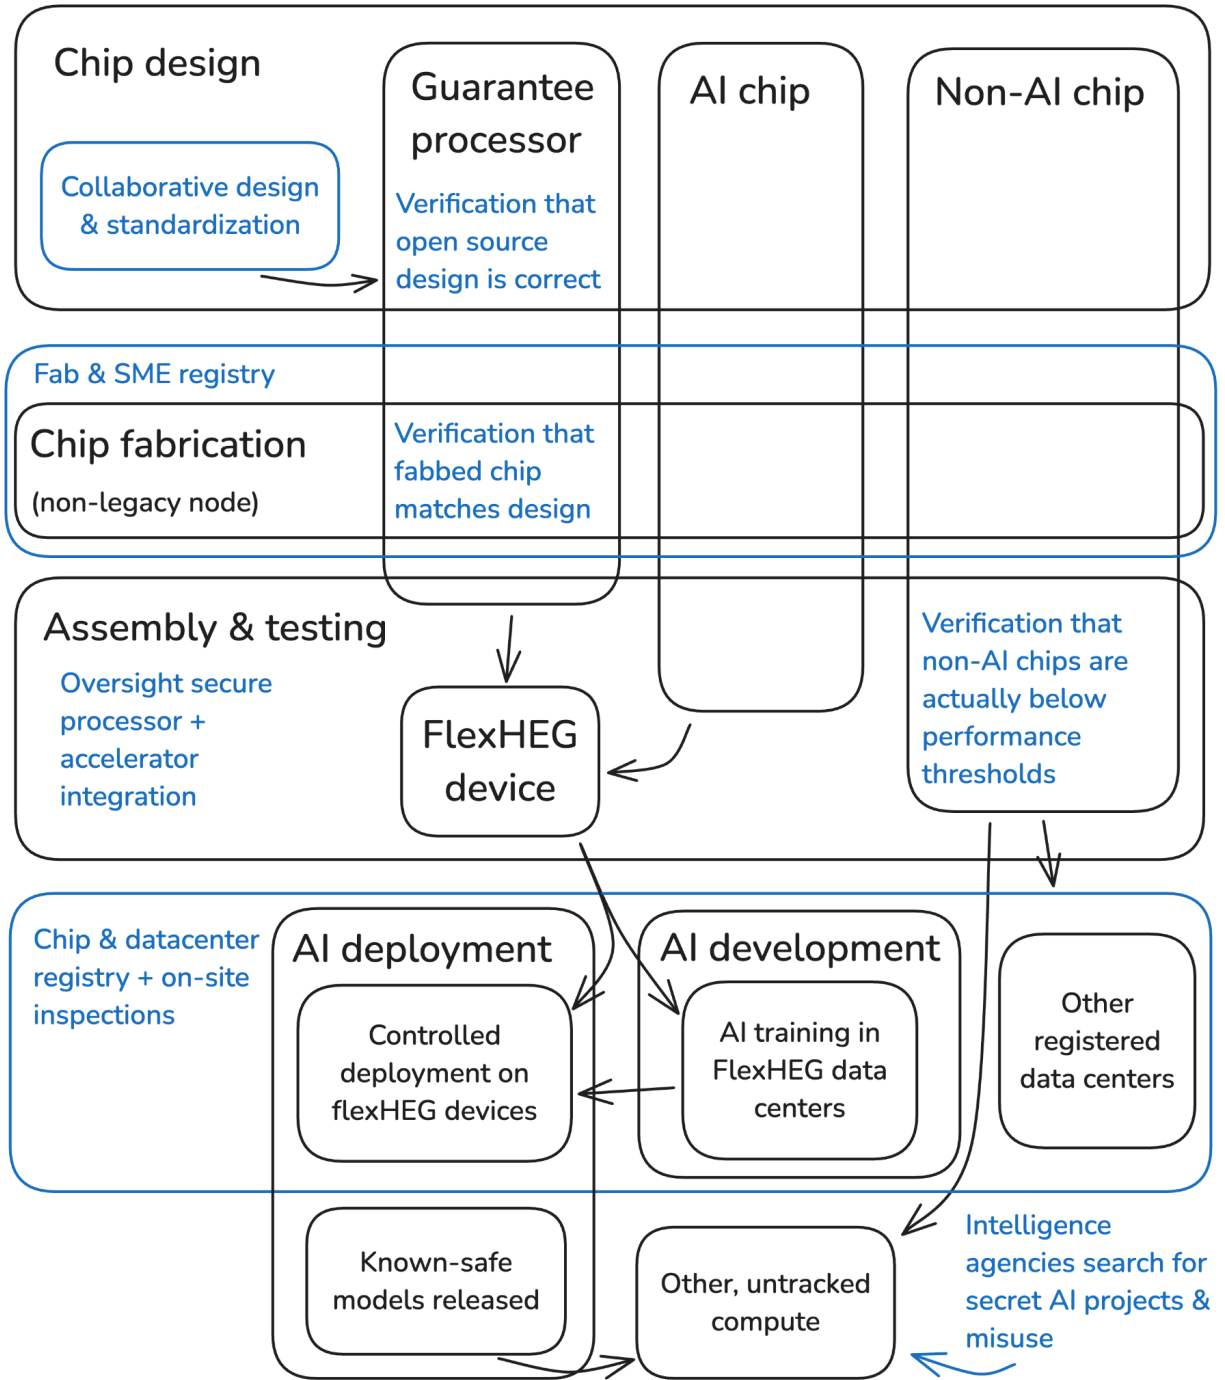 Chip design
Guarantee
processor
AI chip
Non-AI chip
Collaborative design
& standardization
Verification that
open source
design is correct
Fab & SME registry
Chip fabrication
(non-legacy node)
Verification that
fabbed chip
matches design
Assembly & testing
Oversight secure
processor +
accelerator
integration
FlexHEG
device
Verification that
non-AI chips are
actually below
performance
thresholds
Chip & datacenter
registry + on-site
inspections
AI deployment
Controlled
deployment on
flexHEG devices
AI development
AI training in
FlexHEG data
centers
Other
registered
data centers
Known-safe
models released
Other, untracked
compute
Intelligence
agencies search for
secret AI projects &
misuse